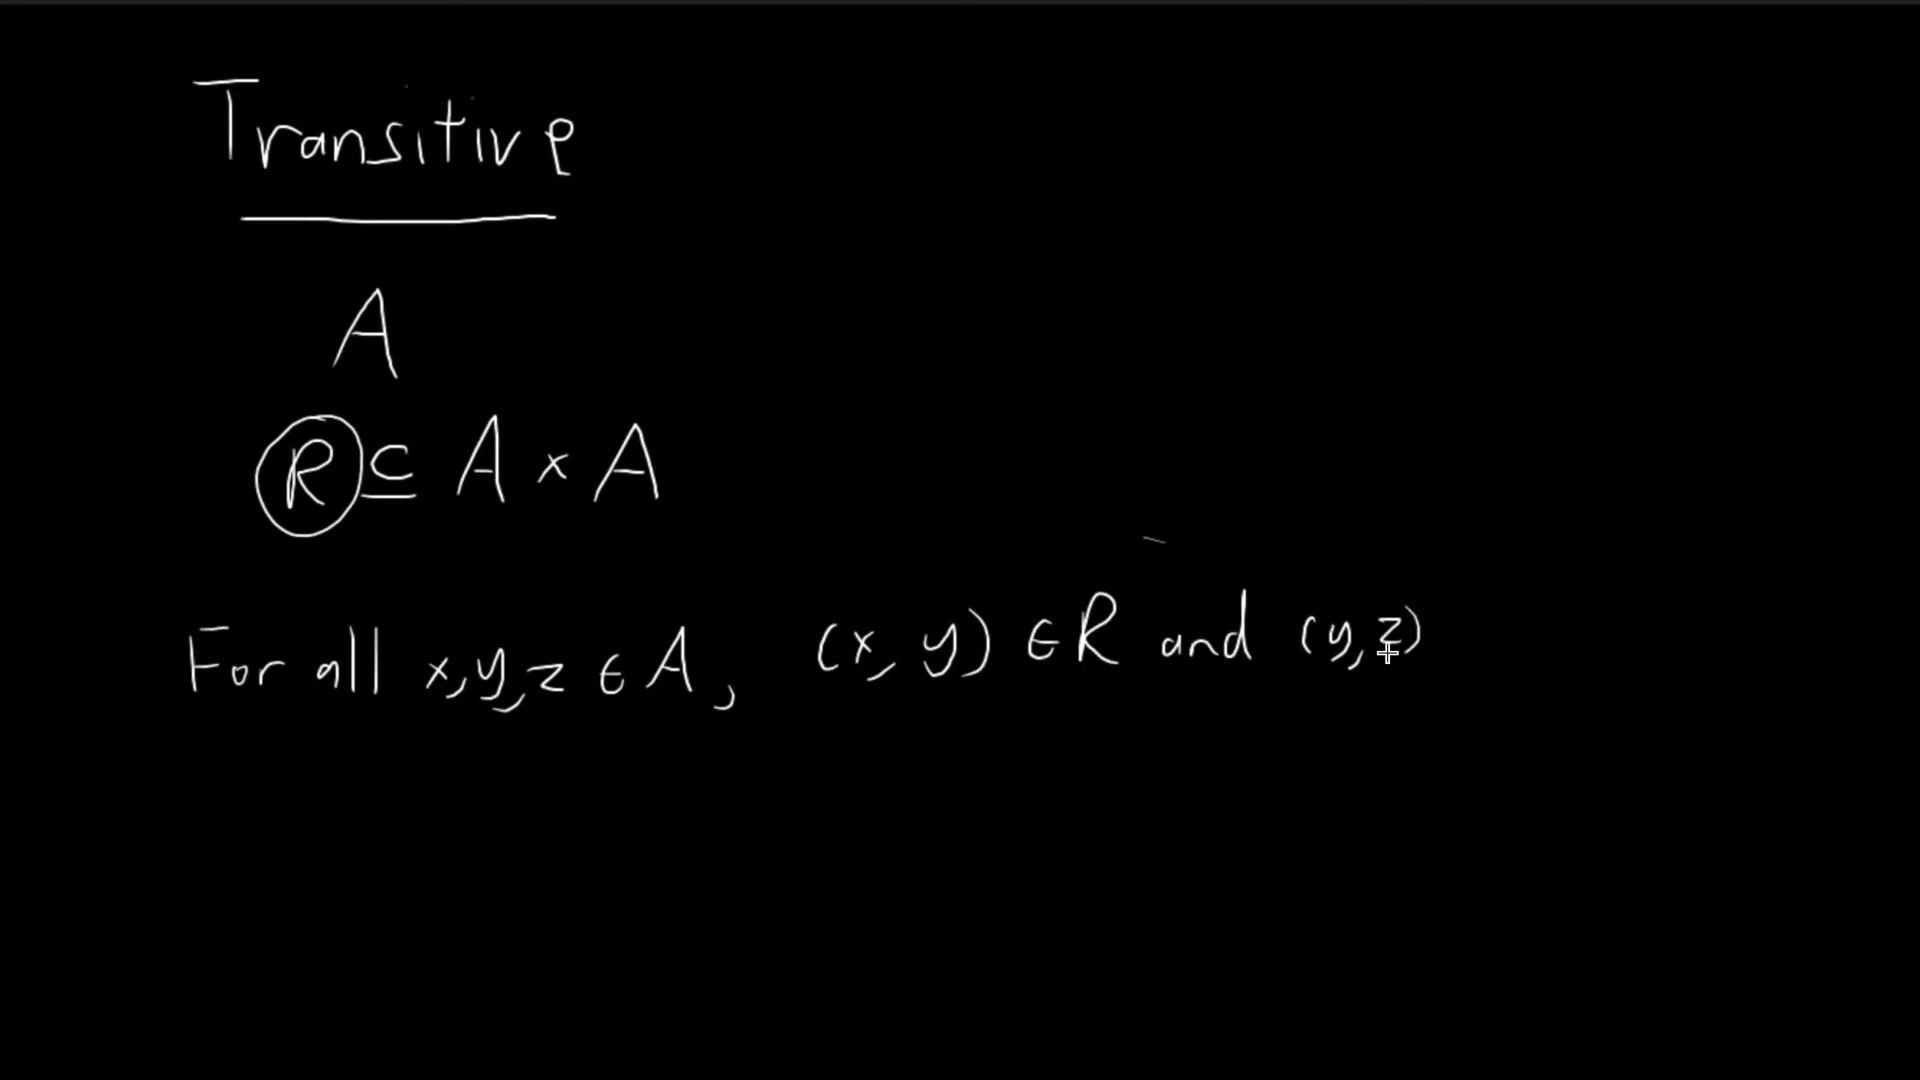 Transitive
A
R ⊆ A × A
For all x, y, z ∈ A, (x, y) ∈ R and (y, z)